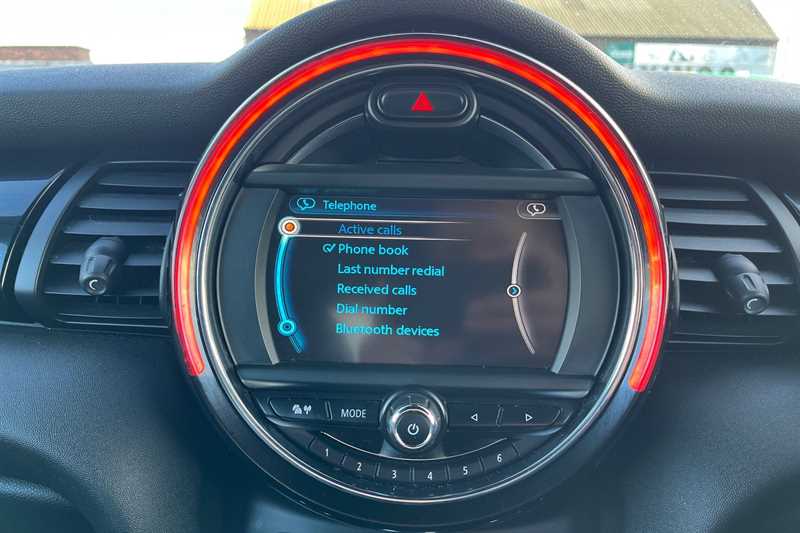 Telephone
Active calls
Phone book
Last number redial
Received calls
Dial number
Bluetooth devices
MODE
1 2 3 4 5 6